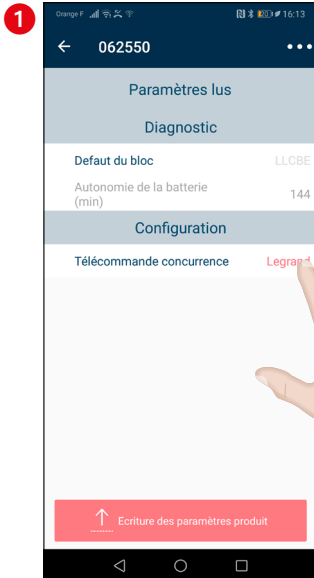 1
Orange F 16:13
062550
Paramètres lus
Diagnostic
Defaut du bloc LLCBE
Autonomie de la batterie
(min) 144
Configuration
Télécommande concurrence Legrand
Ecriture des paramètres produit